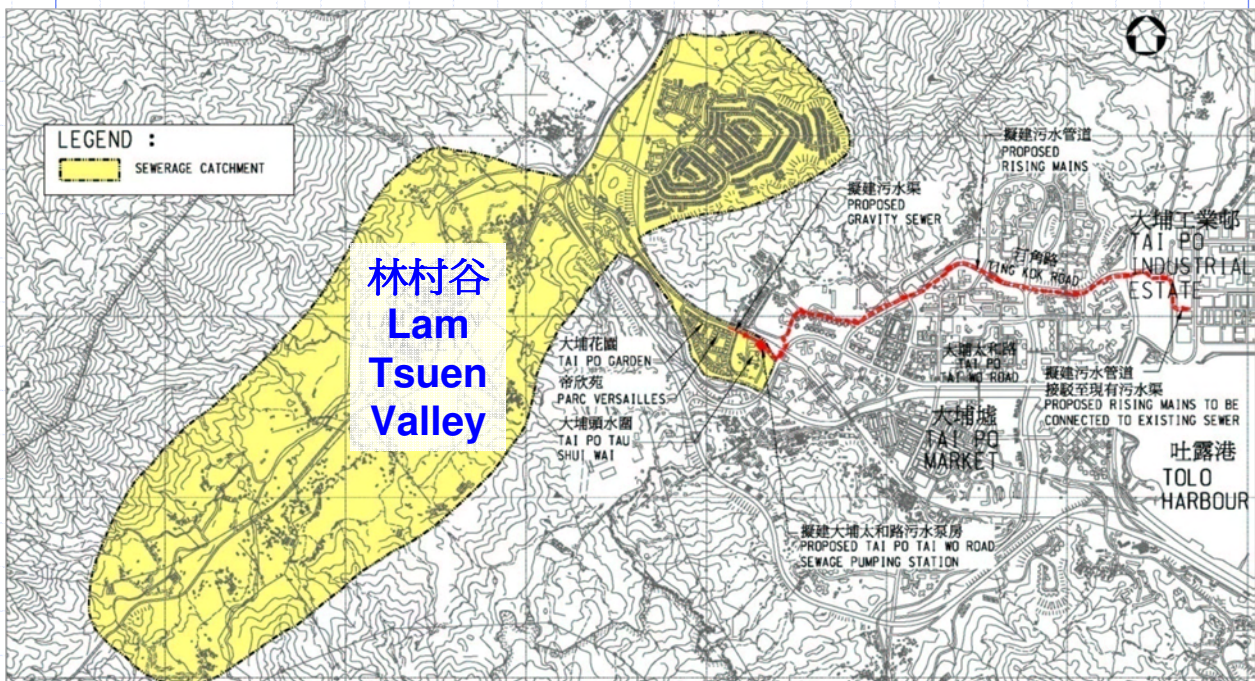 LEGEND :
SEWERAGE CATCHMENT
林村谷
Lam
Tsuen
Valley
擬建污水管道
PROPOSED
RISING MAINS
擬建污水渠
PROPOSED
GRAVITY SEWER
大埔工業邨
TAI PO
INDUSTRIAL
ESTATE
汀角路
TING KOK ROAD
大埔花園
TAI PO GARDEN
帝欣苑
PARC VERSAILLES
大埔頭水圍
TAI PO TAU
SHUI WAI
大埔太和路
TAI PO
TAI WO ROAD
大埔墟
TAI PO
MARKET
擬建污水管道
接駁至現有污水渠
PROPOSED RISING MAINS TO BE
CONNECTED TO EXISTING SEWER
吐露港
TOLO
HARBOUR
擬建大埔太和路污水泵房
PROPOSED TAI PO TAI WO ROAD
SEWAGE PUMPING STATION